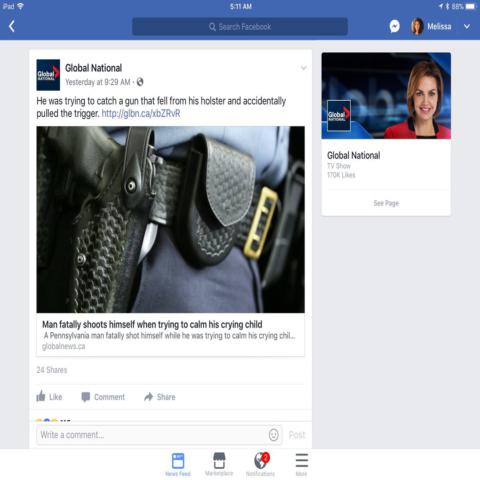 iPad
5:11 AM
88%
Search Facebook
Melissa
Global National
Yesterday at 9:29 AM ·
He was trying to catch a gun that fell from his holster and accidentally
pulled the trigger. http://glbn.ca/xbZRvR
Man fatally shoots himself when trying to calm his crying child
A Pennsylvania man fatally shot himself while he was trying to calm his crying chil...
globalnews.ca
24 Shares
Like Comment Share
Write a comment...
Post
Global
NATIONAL
Global National
TV Show
170K Likes
See Page
News Feed Marketplace Notifications More
2